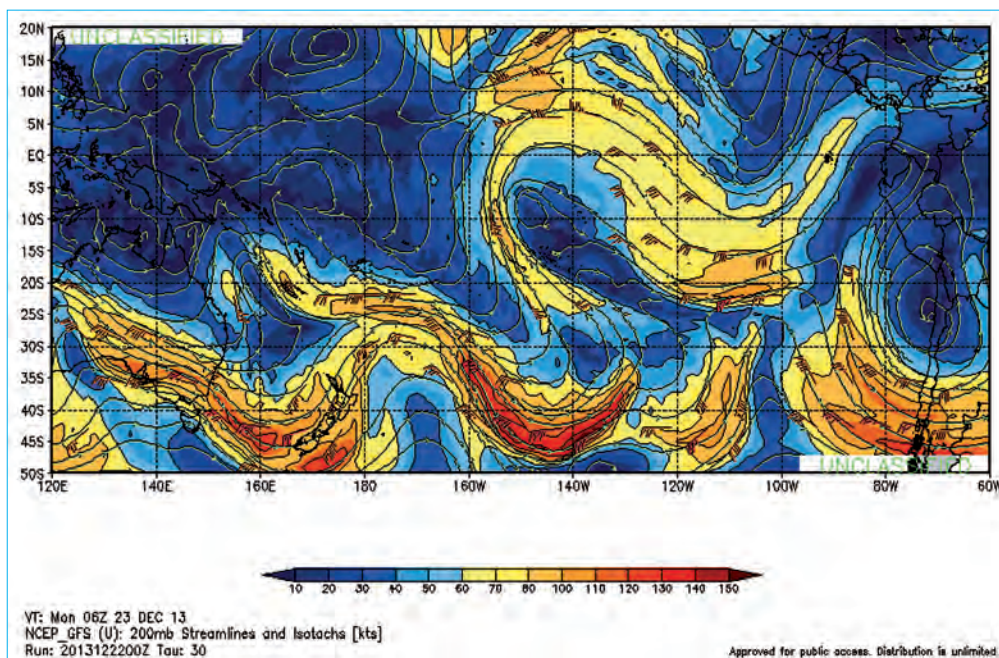 UNCLASSIFIED
20N
15N
10N
5N
EQ
5S
10S
15S
20S
25S
30S
35S
40S
45S
50S
UNCLASSIFIED
120E 140E 160E 180 160W 140W 120W 100W 80W 60W
10 20 30 40 50 60 70 80 90 100 110 120 130 140 150
VT: Mon 06Z 23 DEC 13
NCEP_GFS (U): 200mb Streamlines and Isotachs [kts]
Run: 2013122200Z Tau: 30
Approved for public access. Distribution is unlimited.